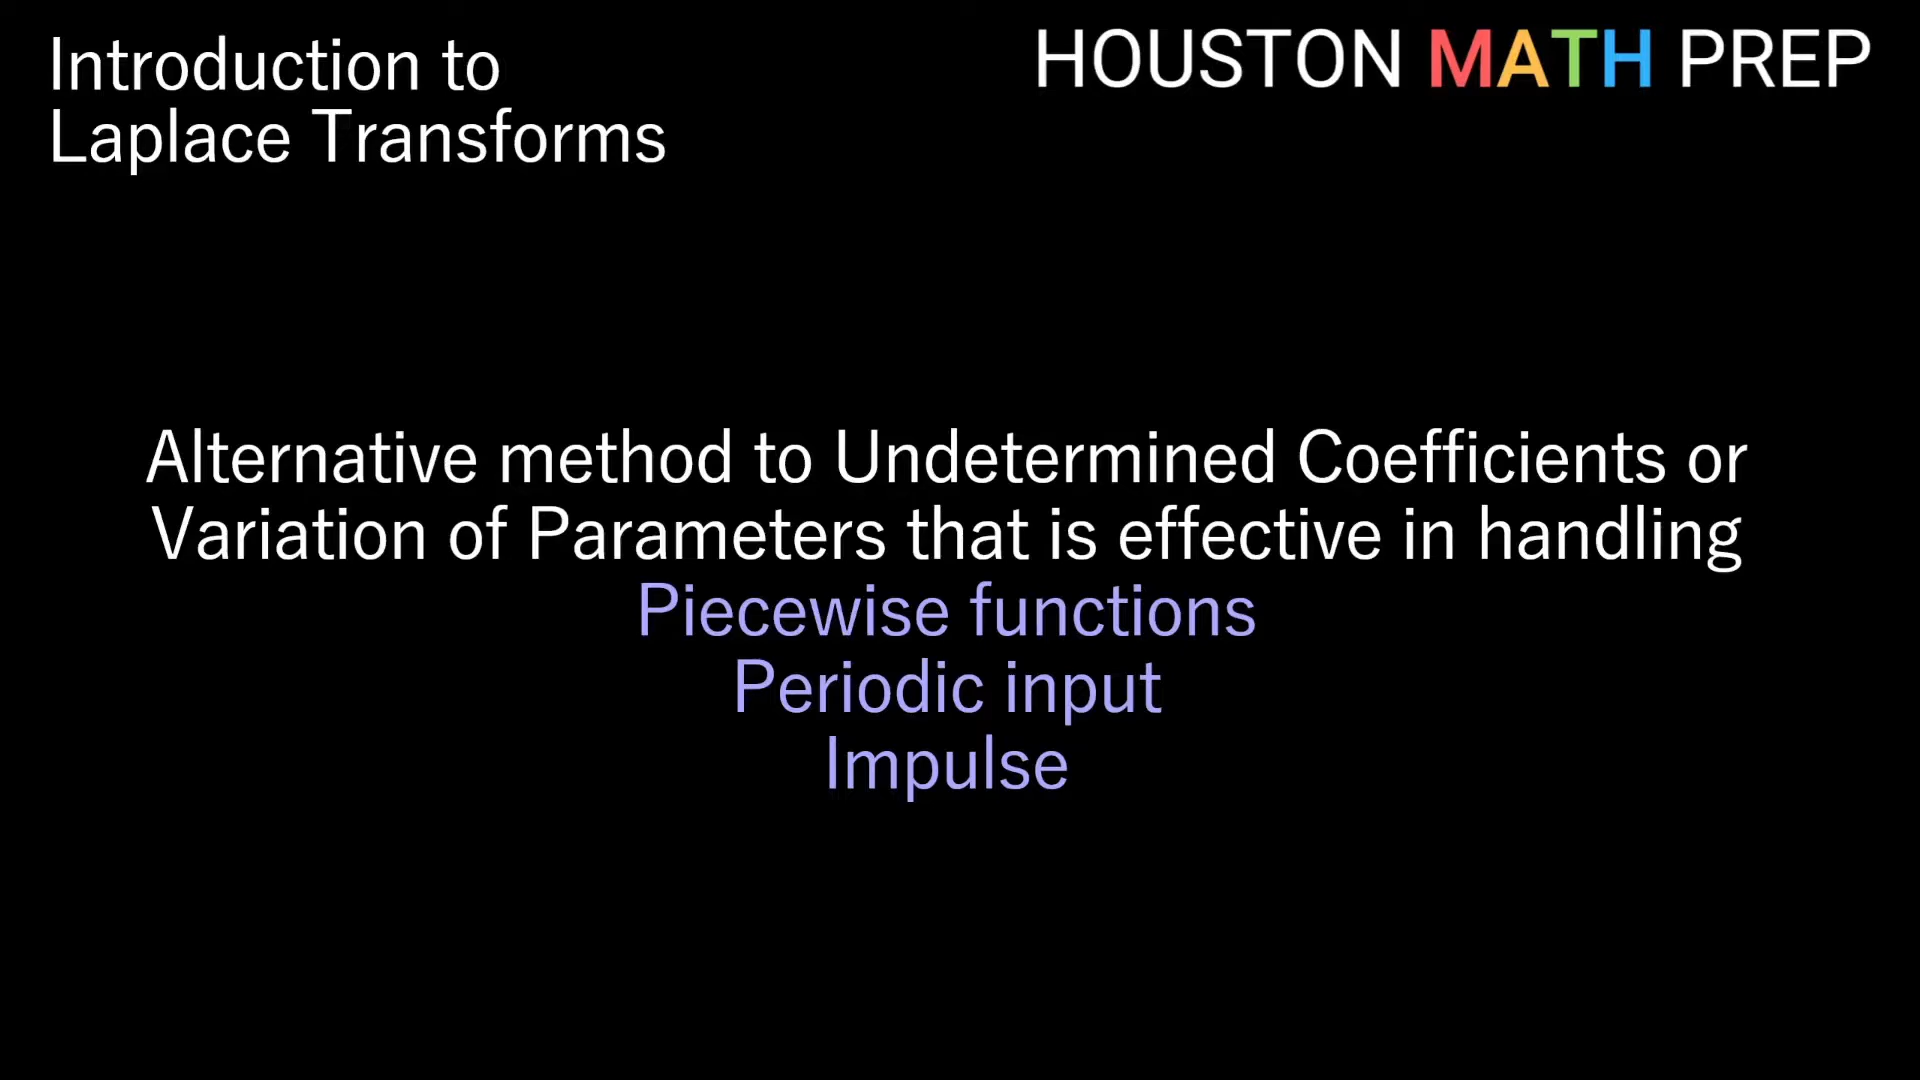 Introduction to
Laplace Transforms
HOUSTON MATH PREP
Alternative method to Undetermined Coefficients or
Variation of Parameters that is effective in handling
Piecewise functions
Periodic input
Impulse